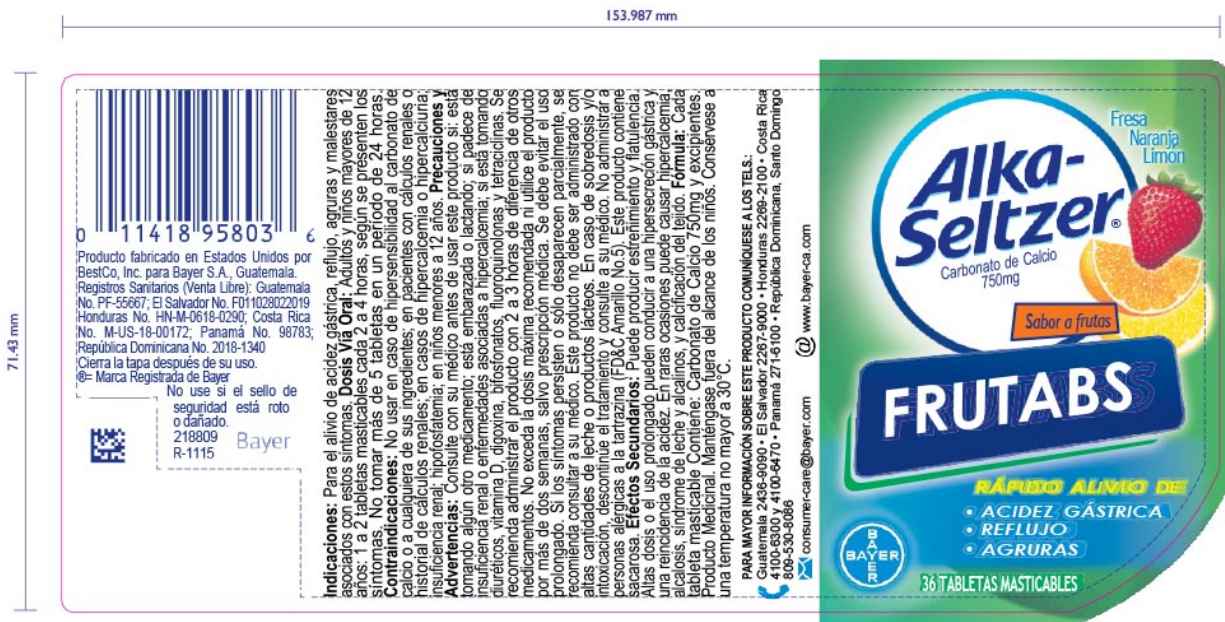 153.987 mm
71.43 mm
0 11418 95803 6
Producto fabricado en Estados Unidos por
BestCo, Inc. para Bayer S.A., Guatemala.
Registros Sanitarios (Venta Libre): Guatemala
No. PF-55667; El Salvador No. F011028022019
Honduras No. HN-M-0618-0290; Costa Rica
No. M-US-18-00172; Panamá No. 98783;
República Dominicana No. 2018-1340
Cierra la tapa después de su uso.
®= Marca Registrada de Bayer
No use si el sello de
seguridad está roto
o dañado.
218809
R-1115
Bayer
Indicaciones: Para el alivio de acidez gástrica, reflujo, agruras y malestares
asociados con estos síntomas. Dosis Vía Oral: Adultos y niños mayores de 12
años: 1 a 2 tabletas masticables cada 2 a 4 horas, según se presenten los
síntomas. No tomar más de 5 tabletas en un período de 24 horas.
Contraindicaciones: No usar en caso de hipersensibilidad al carbonato de
calcio o a cualquiera de sus ingredientes; en pacientes con cálculos renales o
historial de cálculos renales; en casos de hipercalcemia o hipercalciuria;
insuficiencia renal; hipofosfatemia; en niños menores a 12 años. Precauciones y
Advertencias: Consulte con su médico antes de usar este producto si: está
tomando algún otro medicamento; está embarazada o lactando; si padece de
insuficiencia renal o enfermedades asociadas a hipercalcemia; si está tomando
diuréticos, vitamina D, digoxina, bifosfonatos, fluoroquinolonas y tetraciclinas. Se
recomienda administrar el producto con 2 a 3 horas de diferencia de otros
medicamentos. No exceda la dosis máxima recomendada ni utilice el producto
por más de dos semanas, salvo prescripción médica. Se debe evitar el uso
prolongado. Si los síntomas persisten o sólo desaparecen parcialmente, se
recomienda consultar a su médico. Este producto no debe ser administrado con
altas cantidades de leche o productos lácteos. En caso de sobredosis y/o
intoxicación, descontinue el tratamiento y consulte a su médico. No administrar a
personas alérgicas a la tartrazina (FD&C Amarillo No.5). Este producto contiene
sacarosa. Efectos Secundarios: Puede producir estreñimiento y flatulencia.
Altas dosis o el uso prolongado pueden conducir a una hipersecreción gástrica y
una reincidencia de la acidez. En raras ocasiones puede causar hipercalcemia,
alcalosis, síndrome de leche y alcalinos, y calcificación del tejido. Fórmula: Cada
tableta masticable Contiene: Carbonato de Calcio 750mg y excipientes.
Producto Medicinal. Manténgase fuera del alcance de los niños. Consérvese a
una temperatura no mayor a 30°C.
PARA MAYOR INFORMACIÓN SOBRE ESTE PRODUCTO COMUNÍQUESE A LOS TELS.:
Guatemala 2436-9090 • El Salvador 2267-9000 • Honduras 2269-2100 • Costa Rica
4100-6300 y 4100-6470 • Panamá 271-6100 • República Dominicana, Santo Domingo
809-530-8086
consumer-care@bayer.com @ www.bayer-ca.com
Fresa
Naranja
Limón
Alka-
Seltzer®
Carbonato de Calcio
750mg
Sabor a frutas
FRUTABS
RÁPIDO ALIVIO DE
• ACIDEZ GÁSTRICA
• REFLUJO
• AGRURAS
BAYER
BAYER
36 TABLETAS MASTICABLES